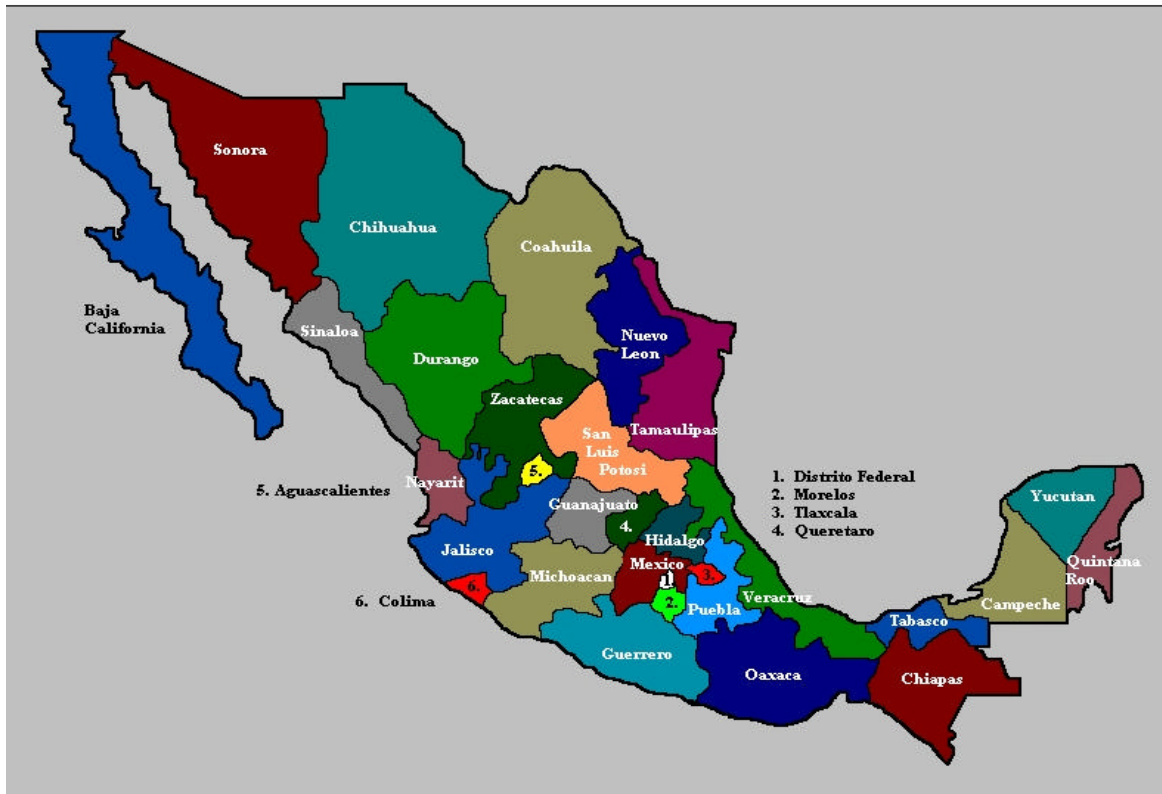 Sonora
Chihuahua
Coahuila
Baja
California
Sinaloa
Nuevo
Leon
Durango
Zacatecas
Tamaulipas
San
Luis
Potosi
5.
Nayarit
5. Aguascalientes
1. Distrito Federal
2. Morelos
3. Tlaxcala
4. Queretaro
Yucutan
Guanajuato
4.
Hidalgo
Jalisco
Mexico
Quintana
Roo
Michoacan
1
3.
6.
6. Colima
2.
Puebla
Veracruz
Campeche
Tabasco
Guerrero
Oaxaca
Chiapas